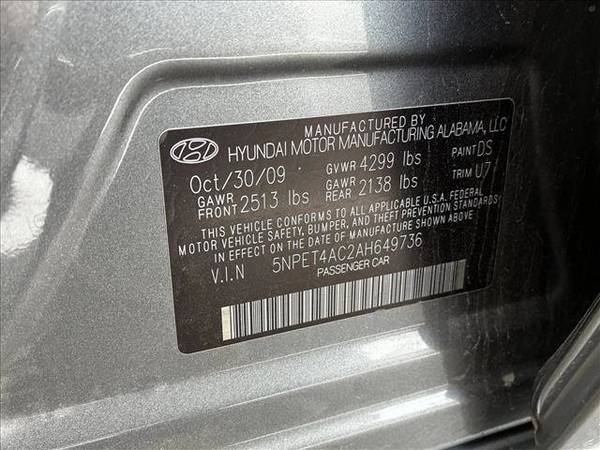 MANUFACTURED BY
HYUNDAI MOTOR MANUFACTURING ALABAMA, LLC
Oct/30/09 GVWR 4299 lbs PAINT DS
GAWR FRONT 2513 lbs GAWR REAR 2138 lbs TRIM U7
THIS VEHICLE CONFORMS TO ALL APPLICABLE U.S. FEDERAL
MOTOR VEHICLE SAFETY, BUMPER, AND THEFT PREVENTION STANDARDS
IN EFFECT ON THE DATE OF MANUFACTURE SHOWN ABOVE
V.I.N 5NPET4AC2AH649736
PASSENGER CAR